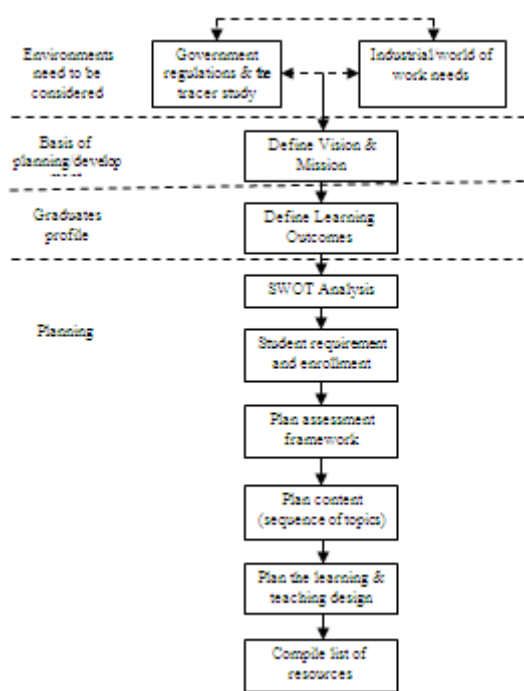 Environments
need to be
considered
Government
regulations & the
tracer study
Industrial/world of
work needs
Basis of
planning/develop
Define Vision &
Mission
Graduates
profile
Define Learning
Outcomes
Planning
SWOT Analysis
Student requirement
and enrollment
Plan assessment
framework
Plan content
(sequence of topics)
Plan the learning &
teaching design
Compile list of
resources